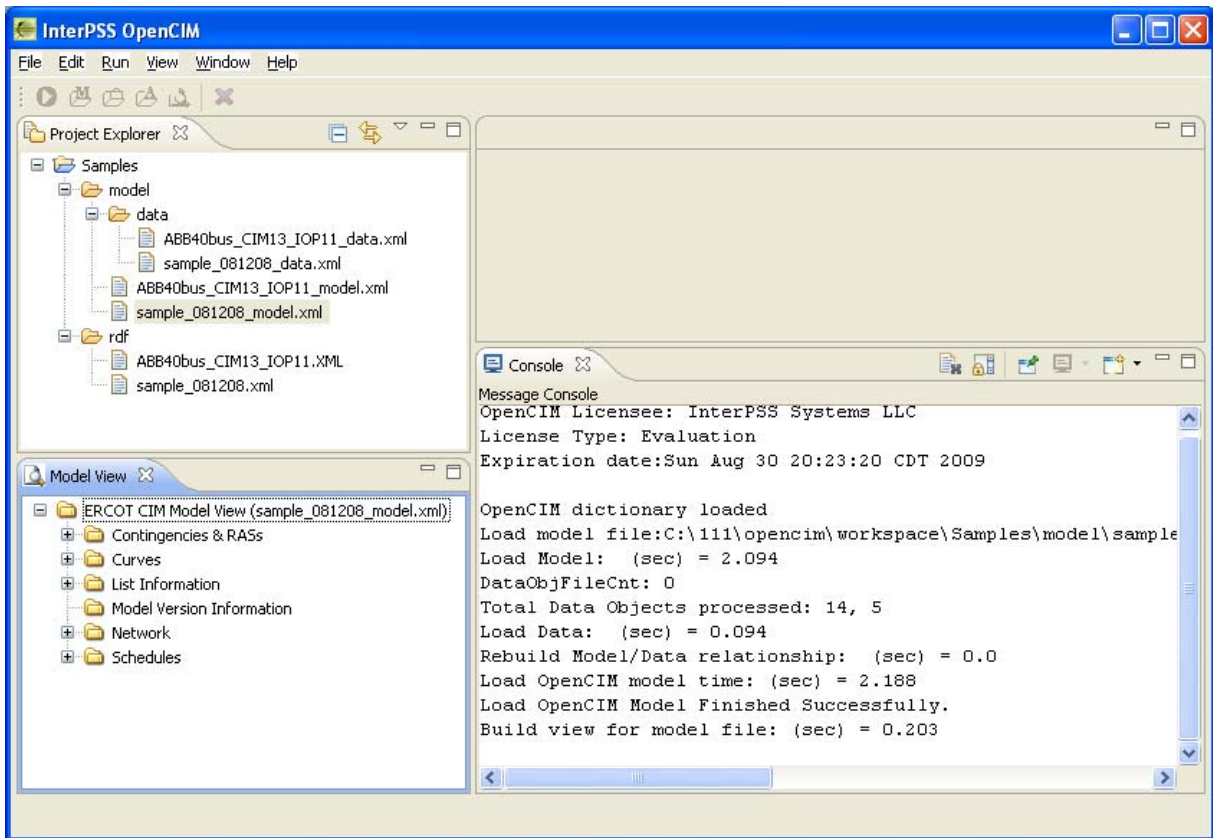 InterPSS OpenCIM
File Edit Run View Window Help
Project Explorer
Samples
model
data
ABB40bus_CIM13_IOP11_data.xml
sample_081208_data.xml
ABB40bus_CIM13_IOP11_model.xml
sample_081208_model.xml
rdf
ABB40bus_CIM13_IOP11.XML
sample_081208.xml
Model View
ERCOT CIM Model View (sample_081208_model.xml)
Contingencies & RASs
Curves
List Information
Model Version Information
Network
Schedules
Console
Message Console
OpenCIM Licensee: InterPSS Systems LLC
License Type: Evaluation
Expiration date:Sun Aug 30 20:23:20 CDT 2009
OpenCIM dictionary loaded
Load model file:C:\111\opencim\workspace\Samples\model\sample
Load Model:  (sec) = 2.094
DataObjFileCnt: 0
Total Data Objects processed: 14, 5
Load Data:  (sec) = 0.094
Rebuild Model/Data relationship:  (sec) = 0.0
Load OpenCIM model time: (sec) = 2.188
Load OpenCIM Model Finished Successfully.
Build view for model file: (sec) = 0.203